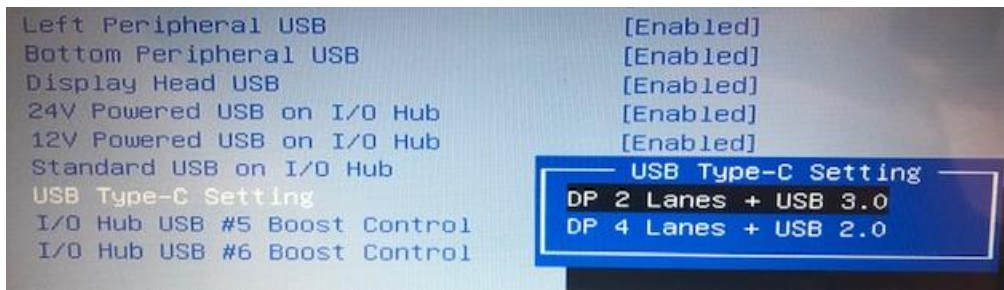 Left Peripheral USB [Enabled]
Bottom Peripheral USB [Enabled]
Display Head USB [Enabled]
24V Powered USB on I/O Hub [Enabled]
12V Powered USB on I/O Hub [Enabled]
Standard USB on I/O Hub
USB Type-C Setting
I/O Hub USB #5 Boost Control
I/O Hub USB #6 Boost Control
USB Type-C Setting
DP 2 Lanes + USB 3.0
DP 4 Lanes + USB 2.0